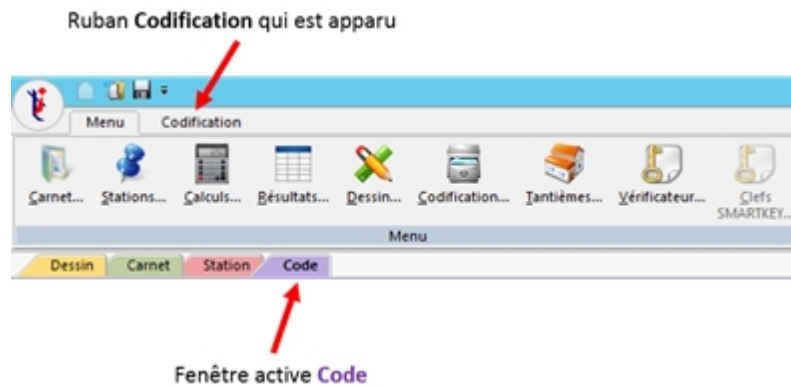 Ruban Codification qui est apparu
Menu Codification
Carnet... Stations... Calculs... Résultats... Dessin... Codification... Tantièmes... Vérificateur... Clefs
SMARTKEY...
Menu
Dessin Carnet Station Code
Fenêtre active Code